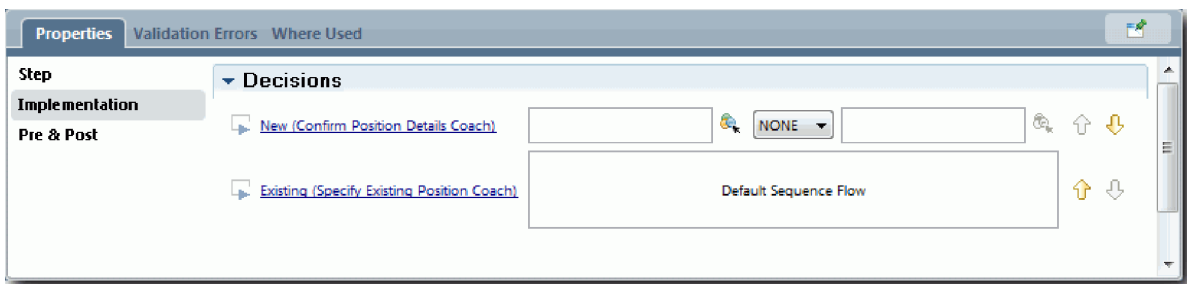 Properties Validation Errors Where Used
Step
Implementation
Pre & Post
Decisions
New (Confirm Position Details Coach) NONE
Existing (Specify Existing Position Coach) Default Sequence Flow